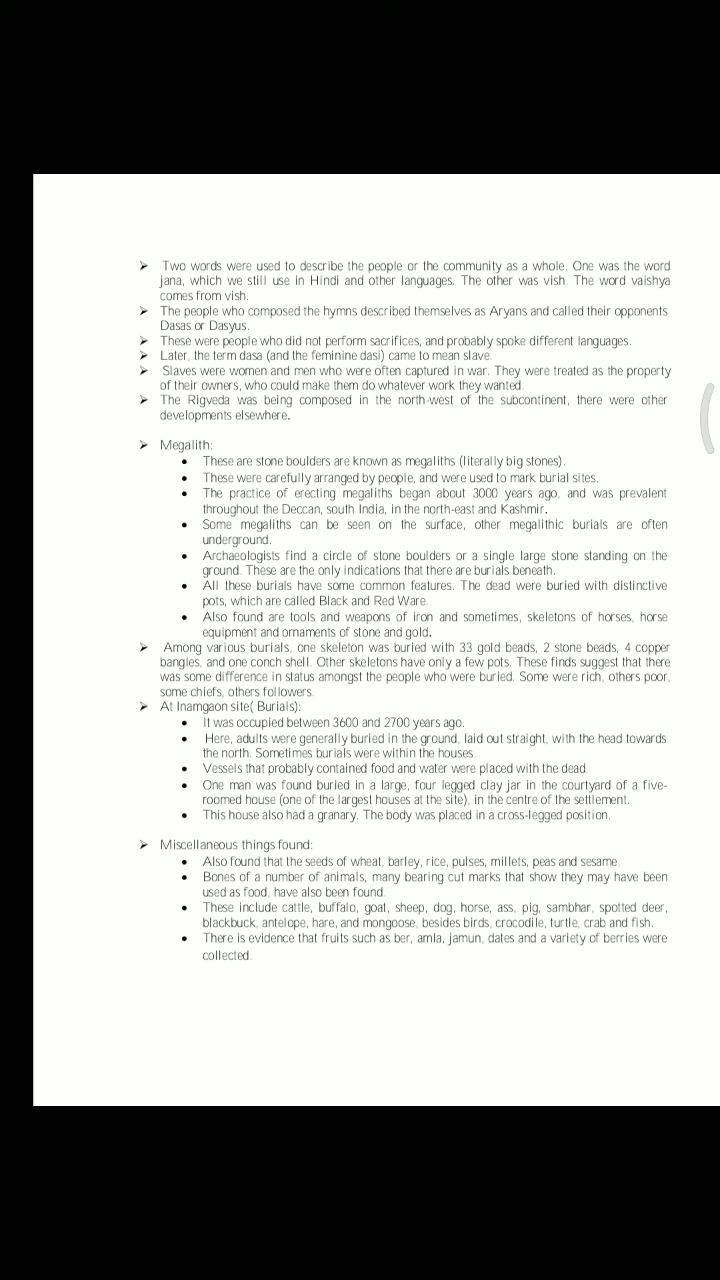 ➢ Two words were used to describe the people or the community as a whole. One was the word
jana, which we still use in Hindi and other languages. The other was vish. The word vaishya
comes from vish.
➢ The people who composed the hymns described themselves as Aryans and called their opponents
Dasas or Dasyus.
➢ These were people who did not perform sacrifices, and probably spoke different languages.
➢ Later, the term dasa (and the feminine dasi) came to mean slave.
➢ Slaves were women and men who were often captured in war. They were treated as the property
of their owners, who could make them do whatever work they wanted.
➢ The Rigveda was being composed in the north-west of the subcontinent, there were other
developments elsewhere.
➢ Megalith:
• These are stone boulders are known as megaliths (literally big stones).
• These were carefully arranged by people, and were used to mark burial sites.
• The practice of erecting megaliths began about 3000 years ago, and was prevalent
throughout the Deccan, south India, in the north-east and Kashmir.
• Some megaliths can be seen on the surface, other megalithic burials are often
underground.
• Archaeologists find a circle of stone boulders or a single large stone standing on the
ground. These are the only indications that there are burials beneath.
• All these burials have some common features. The dead were buried with distinctive
pots, which are called Black and Red Ware.
• Also found are tools and weapons of iron and sometimes, skeletons of horses, horse
equipment and ornaments of stone and gold.
➢ Among various burials, one skeleton was buried with 33 gold beads, 2 stone beads, 4 copper
bangles, and one conch shell. Other skeletons have only a few pots. These finds suggest that there
was some difference in status amongst the people who were buried. Some were rich, others poor,
some chiefs, others followers.
➢ At Inamgaon site( Burials):
• It was occupied between 3600 and 2700 years ago.
• Here, adults were generally buried in the ground, laid out straight, with the head towards
the north. Sometimes burials were within the houses.
• Vessels that probably contained food and water were placed with the dead.
• One man was found buried in a large, four legged clay jar in the courtyard of a five-
roomed house (one of the largest houses at the site), in the centre of the settlement.
• This house also had a granary. The body was placed in a cross-legged position.
➢ Miscellaneous things found:
• Also found that the seeds of wheat, barley, rice, pulses, millets, peas and sesame.
• Bones of a number of animals, many bearing cut marks that show they may have been
used as food, have also been found.
• These include cattle, buffalo, goat, sheep, dog, horse, ass, pig, sambhar, spotted deer,
blackbuck, antelope, hare, and mongoose, besides birds, crocodile, turtle, crab and fish.
• There is evidence that fruits such as ber, amla, jamun, dates and a variety of berries were
collected.